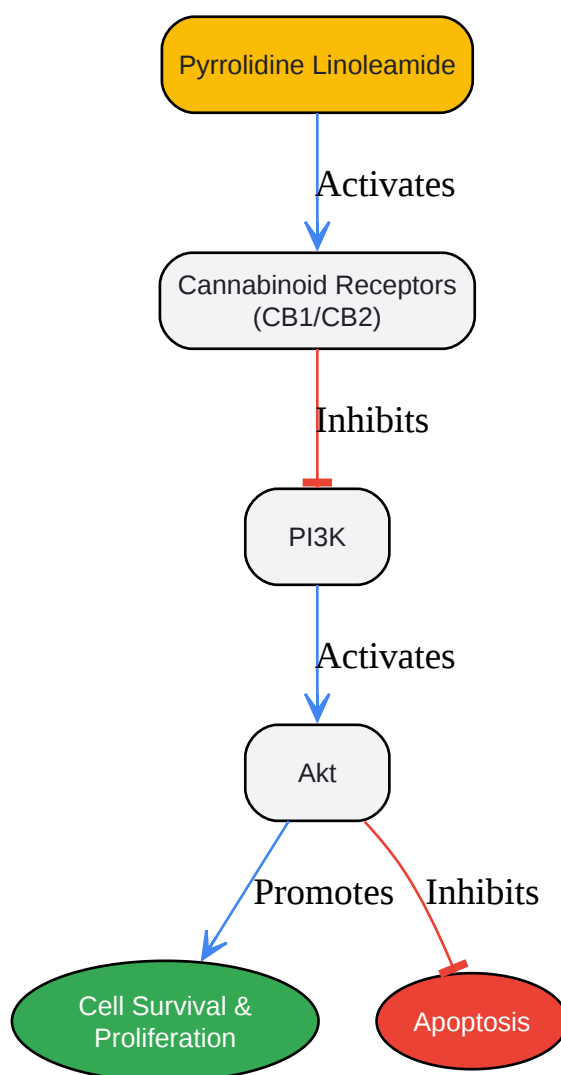 Pyrrolidine Linoleamide
Activates
Cannabinoid Receptors
(CB1/CB2)
Inhibits
PI3K
Activates
Akt
Promotes
Inhibits
Cell Survival &
Proliferation
Apoptosis